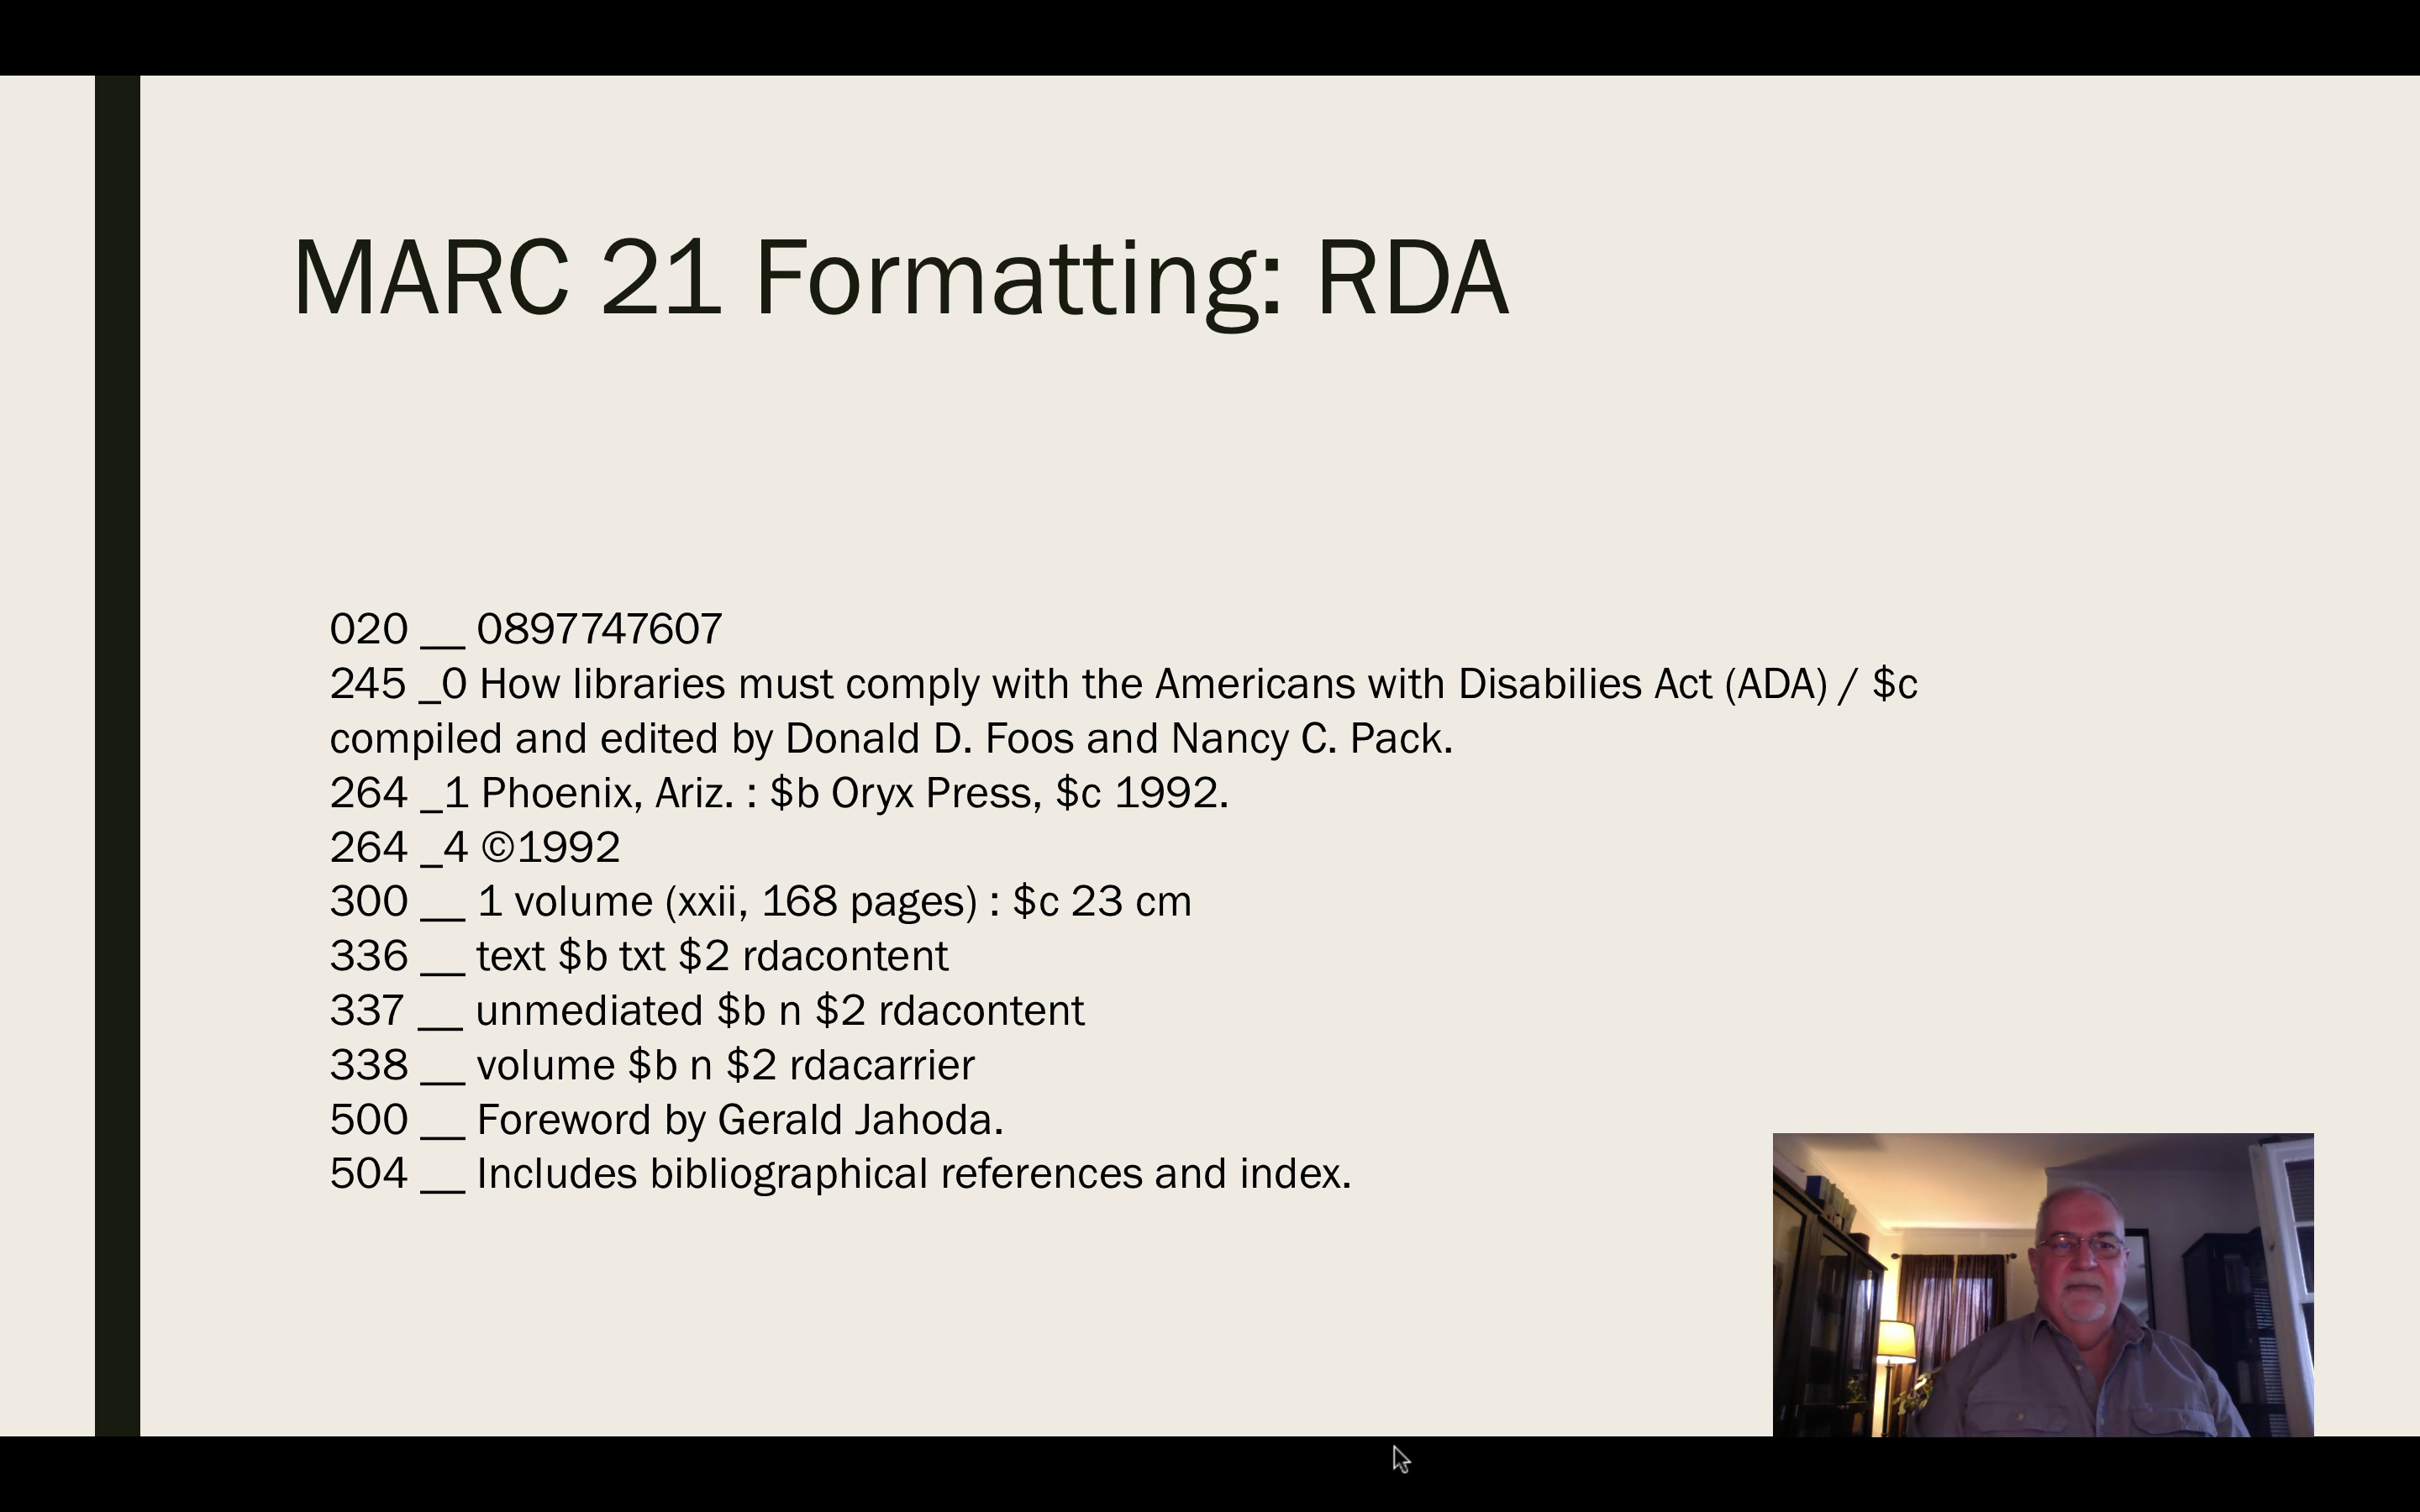 MARC 21 Formatting: RDA
020 __ 0897747607
245 _0 How libraries must comply with the Americans with Disabilies Act (ADA) / $c
compiled and edited by Donald D. Foos and Nancy C. Pack.
264 _1 Phoenix, Ariz. : $b Oryx Press, $c 1992.
264 _4 ©1992
300 __ 1 volume (xxii, 168 pages) : $c 23 cm
336 __ text $b txt $2 rdacontent
337 __ unmediated $b n $2 rdacontent
338 __ volume $b n $2 rdacarrier
500 __ Foreword by Gerald Jahoda.
504 __ Includes bibliographical references and index.